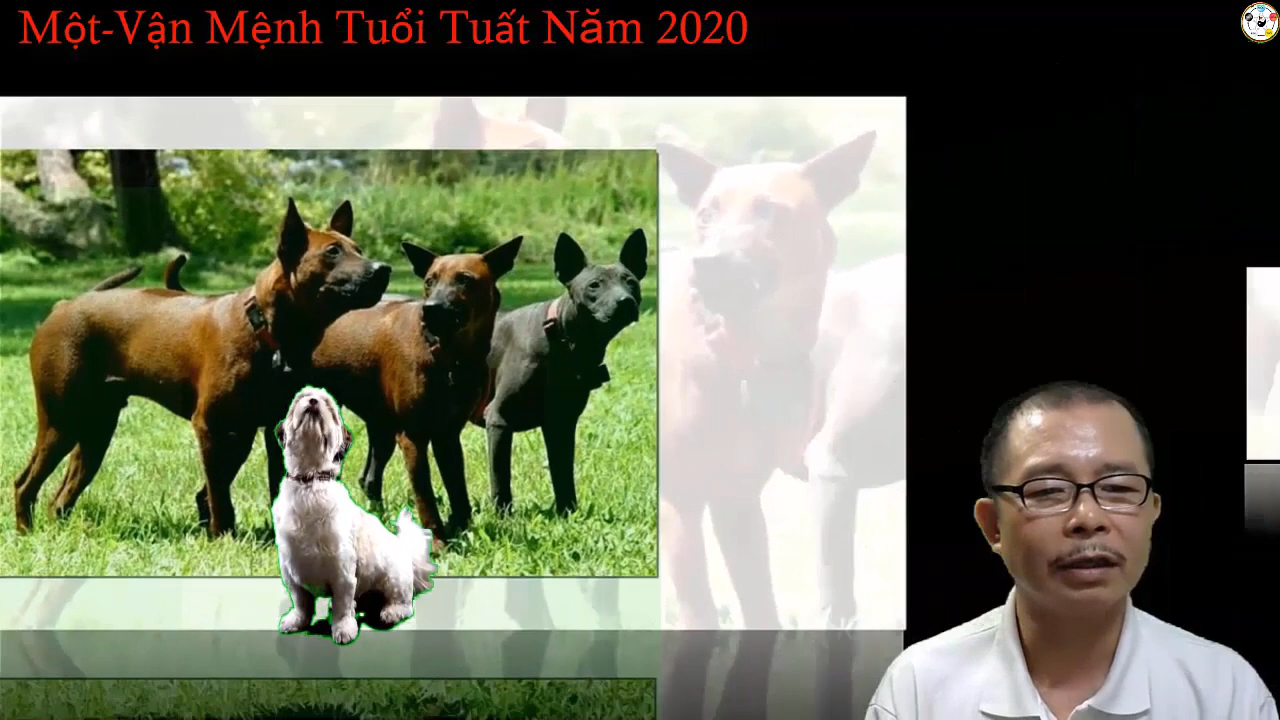 Một-Vận Mệnh Tuổi Tuất Năm 2020